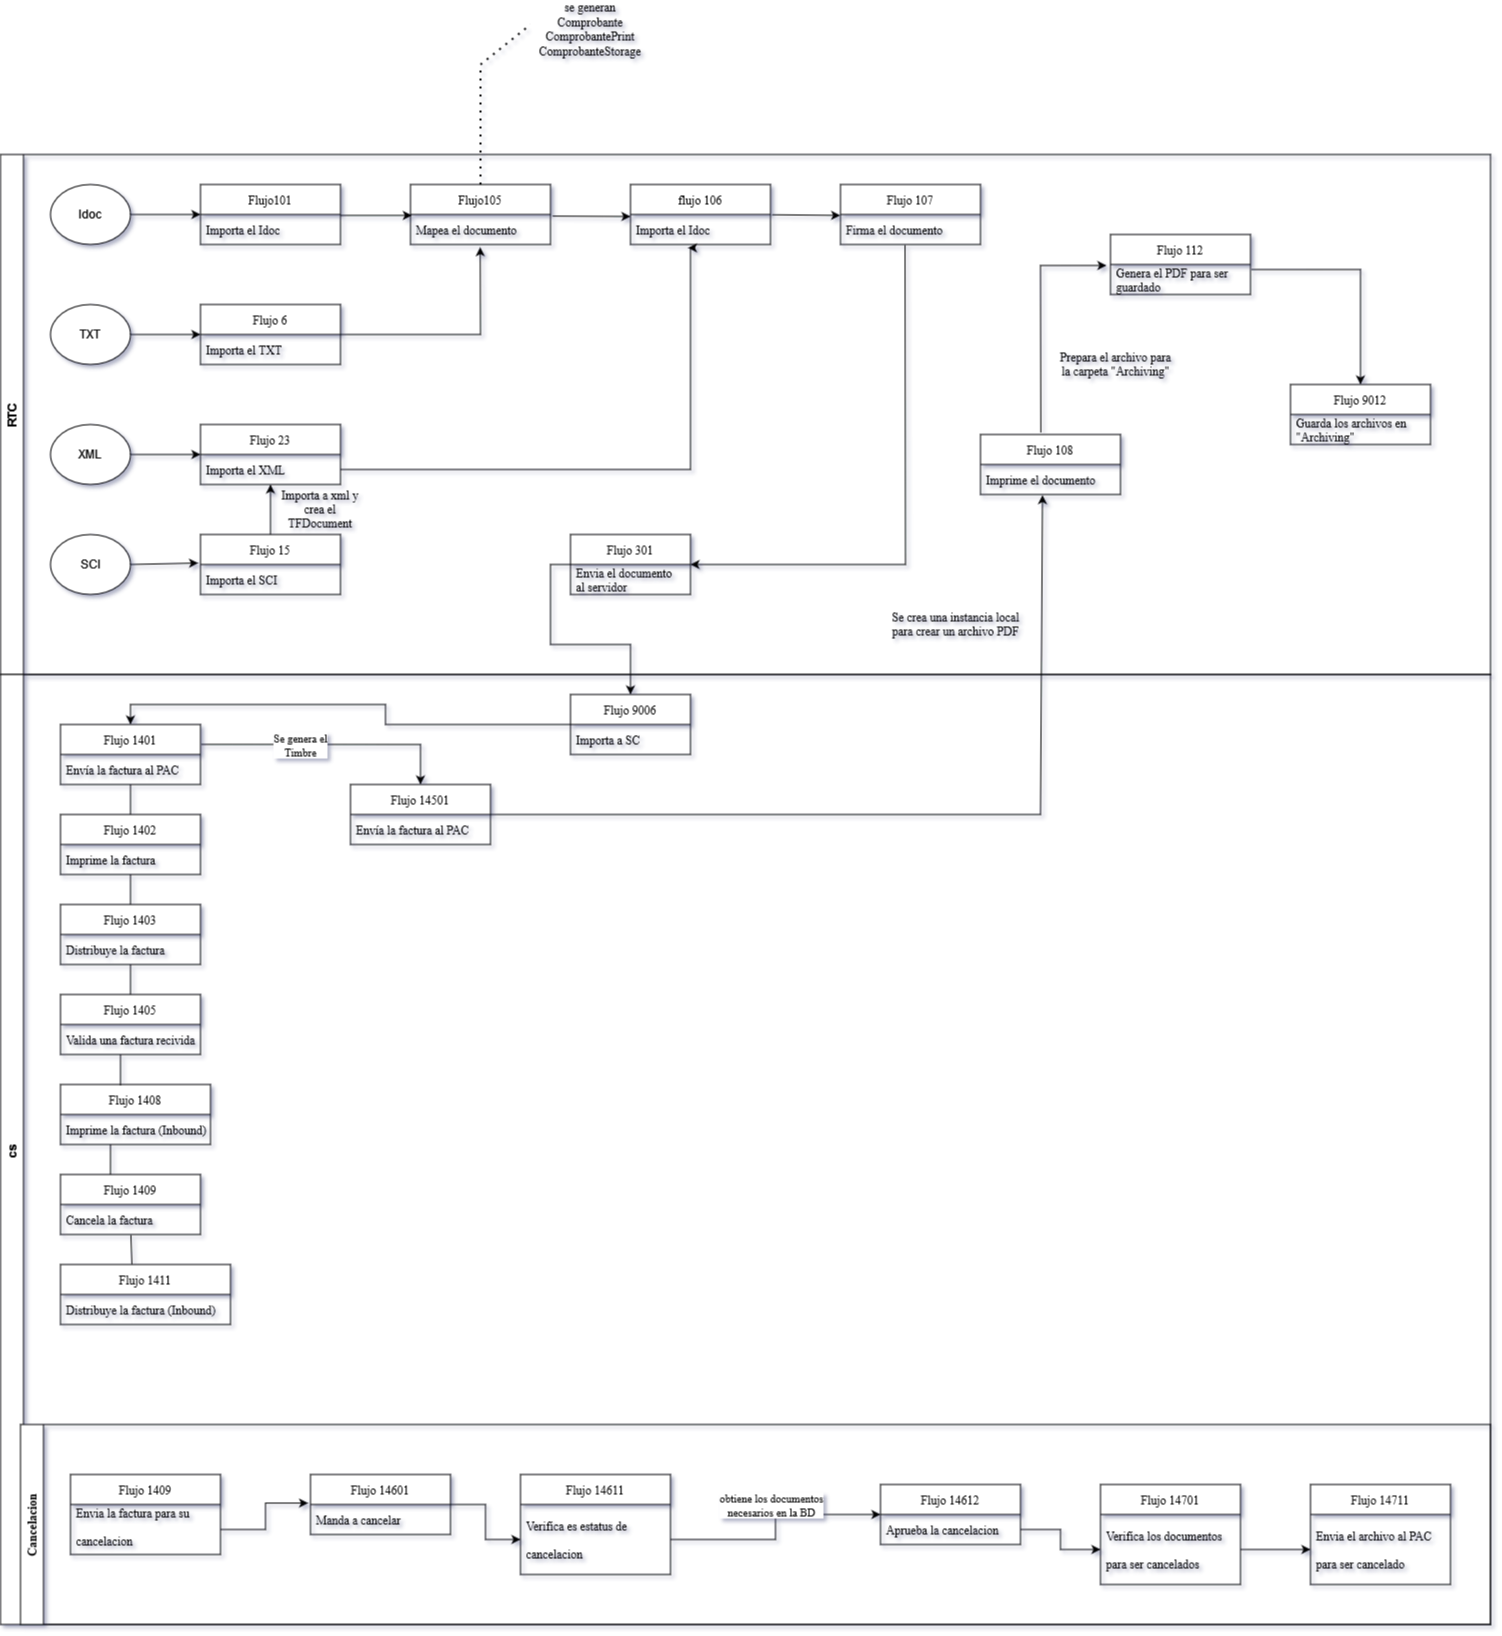 se generan
Comprobante
ComprobantePrint
ComprobanteStorage
RTC
Idoc
Flujo101
Importa el Idoc
Flujo105
Mapea el documento
flujo 106
Importa el Idoc
Flujo 107
Firma el documento
Flujo 112
Genera el PDF para ser
guardado
TXT
Flujo 6
Importa el TXT
Prepara el archivo para
la carpeta "Archiving"
Flujo 9012
Guarda los archivos en
"Archiving"
XML
Flujo 23
Importa el XML
Flujo 108
Imprime el documento
Importa a xml y
crea el
TFDocument
SCI
Flujo 15
Importa el SCI
Flujo 301
Envia el documento
al servidor
Se crea una instancia local
para crear un archivo PDF
cs
Flujo 9006
Importa a SC
Flujo 1401
Envía la factura al PAC
Se genera el
Timbre
Flujo 14501
Envía la factura al PAC
Flujo 1402
Imprime la factura
Flujo 1403
Distribuye la factura
Flujo 1405
Valida una factura recivida
Flujo 1408
Imprime la factura (Inbound)
Flujo 1409
Cancela la factura
Flujo 1411
Distribuye la factura (Inbound)
Cancelacion
Flujo 1409
Envia la factura para su
cancelacion
Flujo 14601
Manda a cancelar
Flujo 14611
Verifica es estatus de
cancelacion
obtiene los documentos
necesarios en la BD
Flujo 14612
Aprueba la cancelacion
Flujo 14701
Verifica los documentos
para ser cancelados
Flujo 14711
Envia el archivo al PAC
para ser cancelado